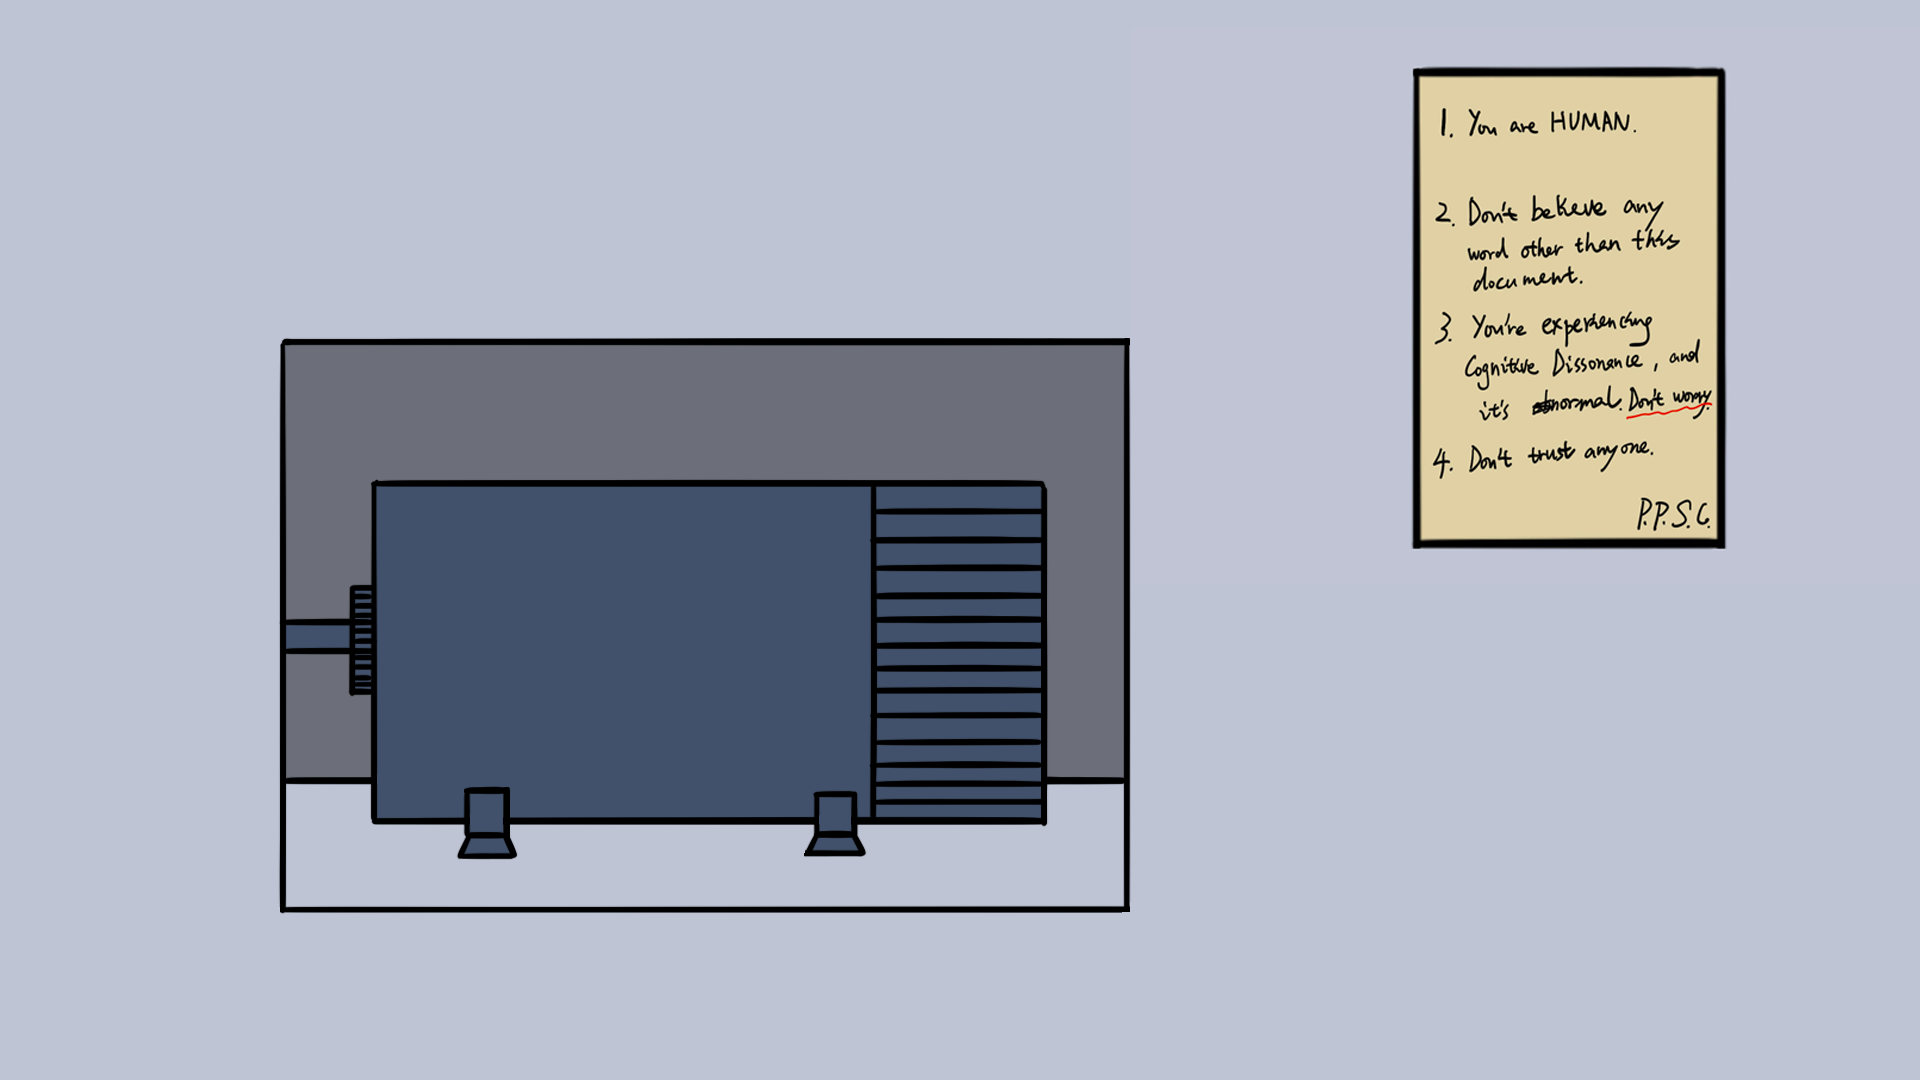 1. You are HUMAN.
2. Don't believe any
word other than this
document.
3. You're experiencing
Cognitive Dissonance, and
it's normal. Don't worry.
4. Don't trust anyone.
P.P.S.C.